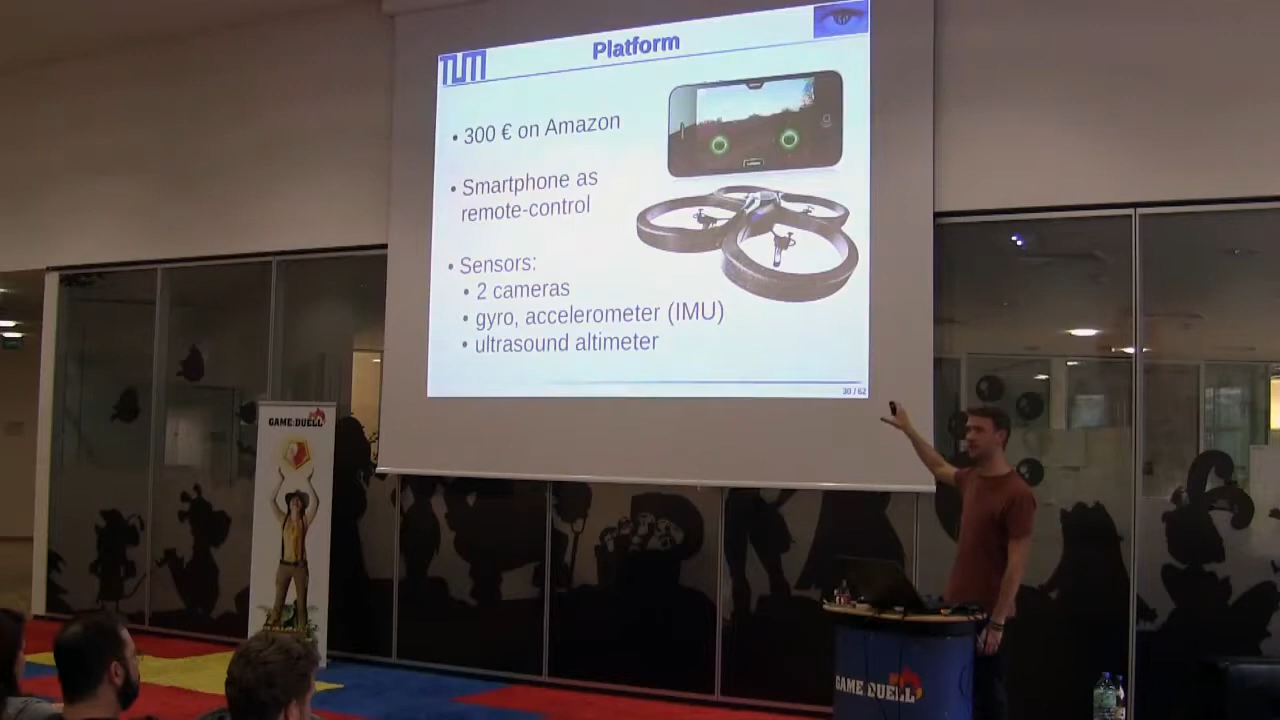 TUM
Platform
• 300 € on Amazon
• Smartphone as
remote-control
• Sensors:
• 2 cameras
• gyro, accelerometer (IMU)
• ultrasound altimeter
30 / 62
GAME DUELL
GAME DUELL